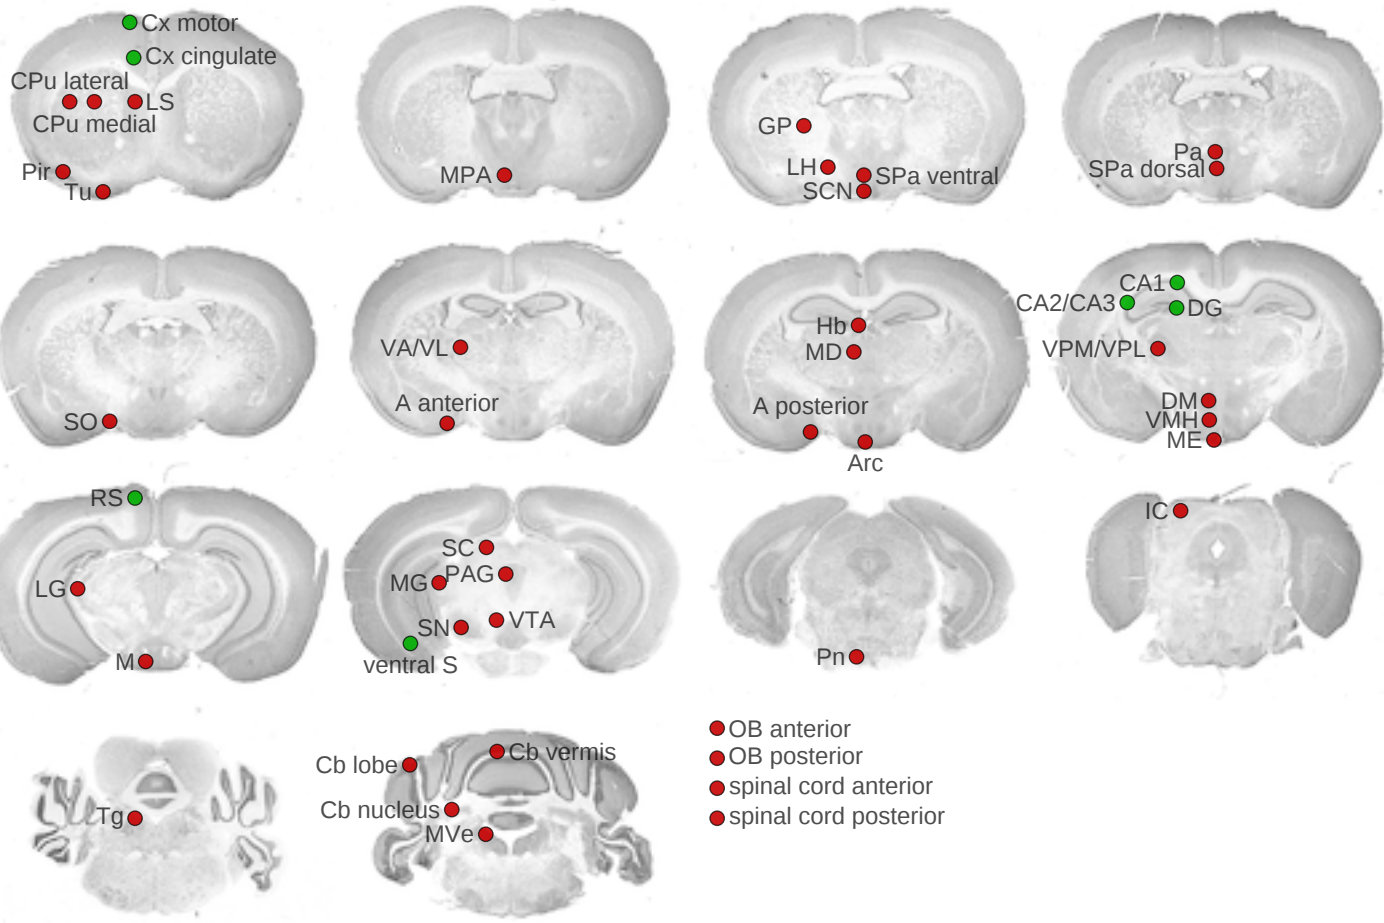 Cx motor
Cx cingulate
CPu lateral
LS
CPu medial
Pir
Tu
MPA
GP
LH
SPa ventral
SCN
Pa
SPa dorsal
SO
VA/VL
A anterior
Hb
MD
A posterior
Arc
CA1
CA2/CA3
DG
VPM/VPL
DM
VMH
ME
RS
LG
M
SC
MG
PAG
SN
VTA
ventral S
Pn
IC
Tg
Cb lobe
Cb vermis
Cb nucleus
MVe
OB anterior
OB posterior
spinal cord anterior
spinal cord posterior